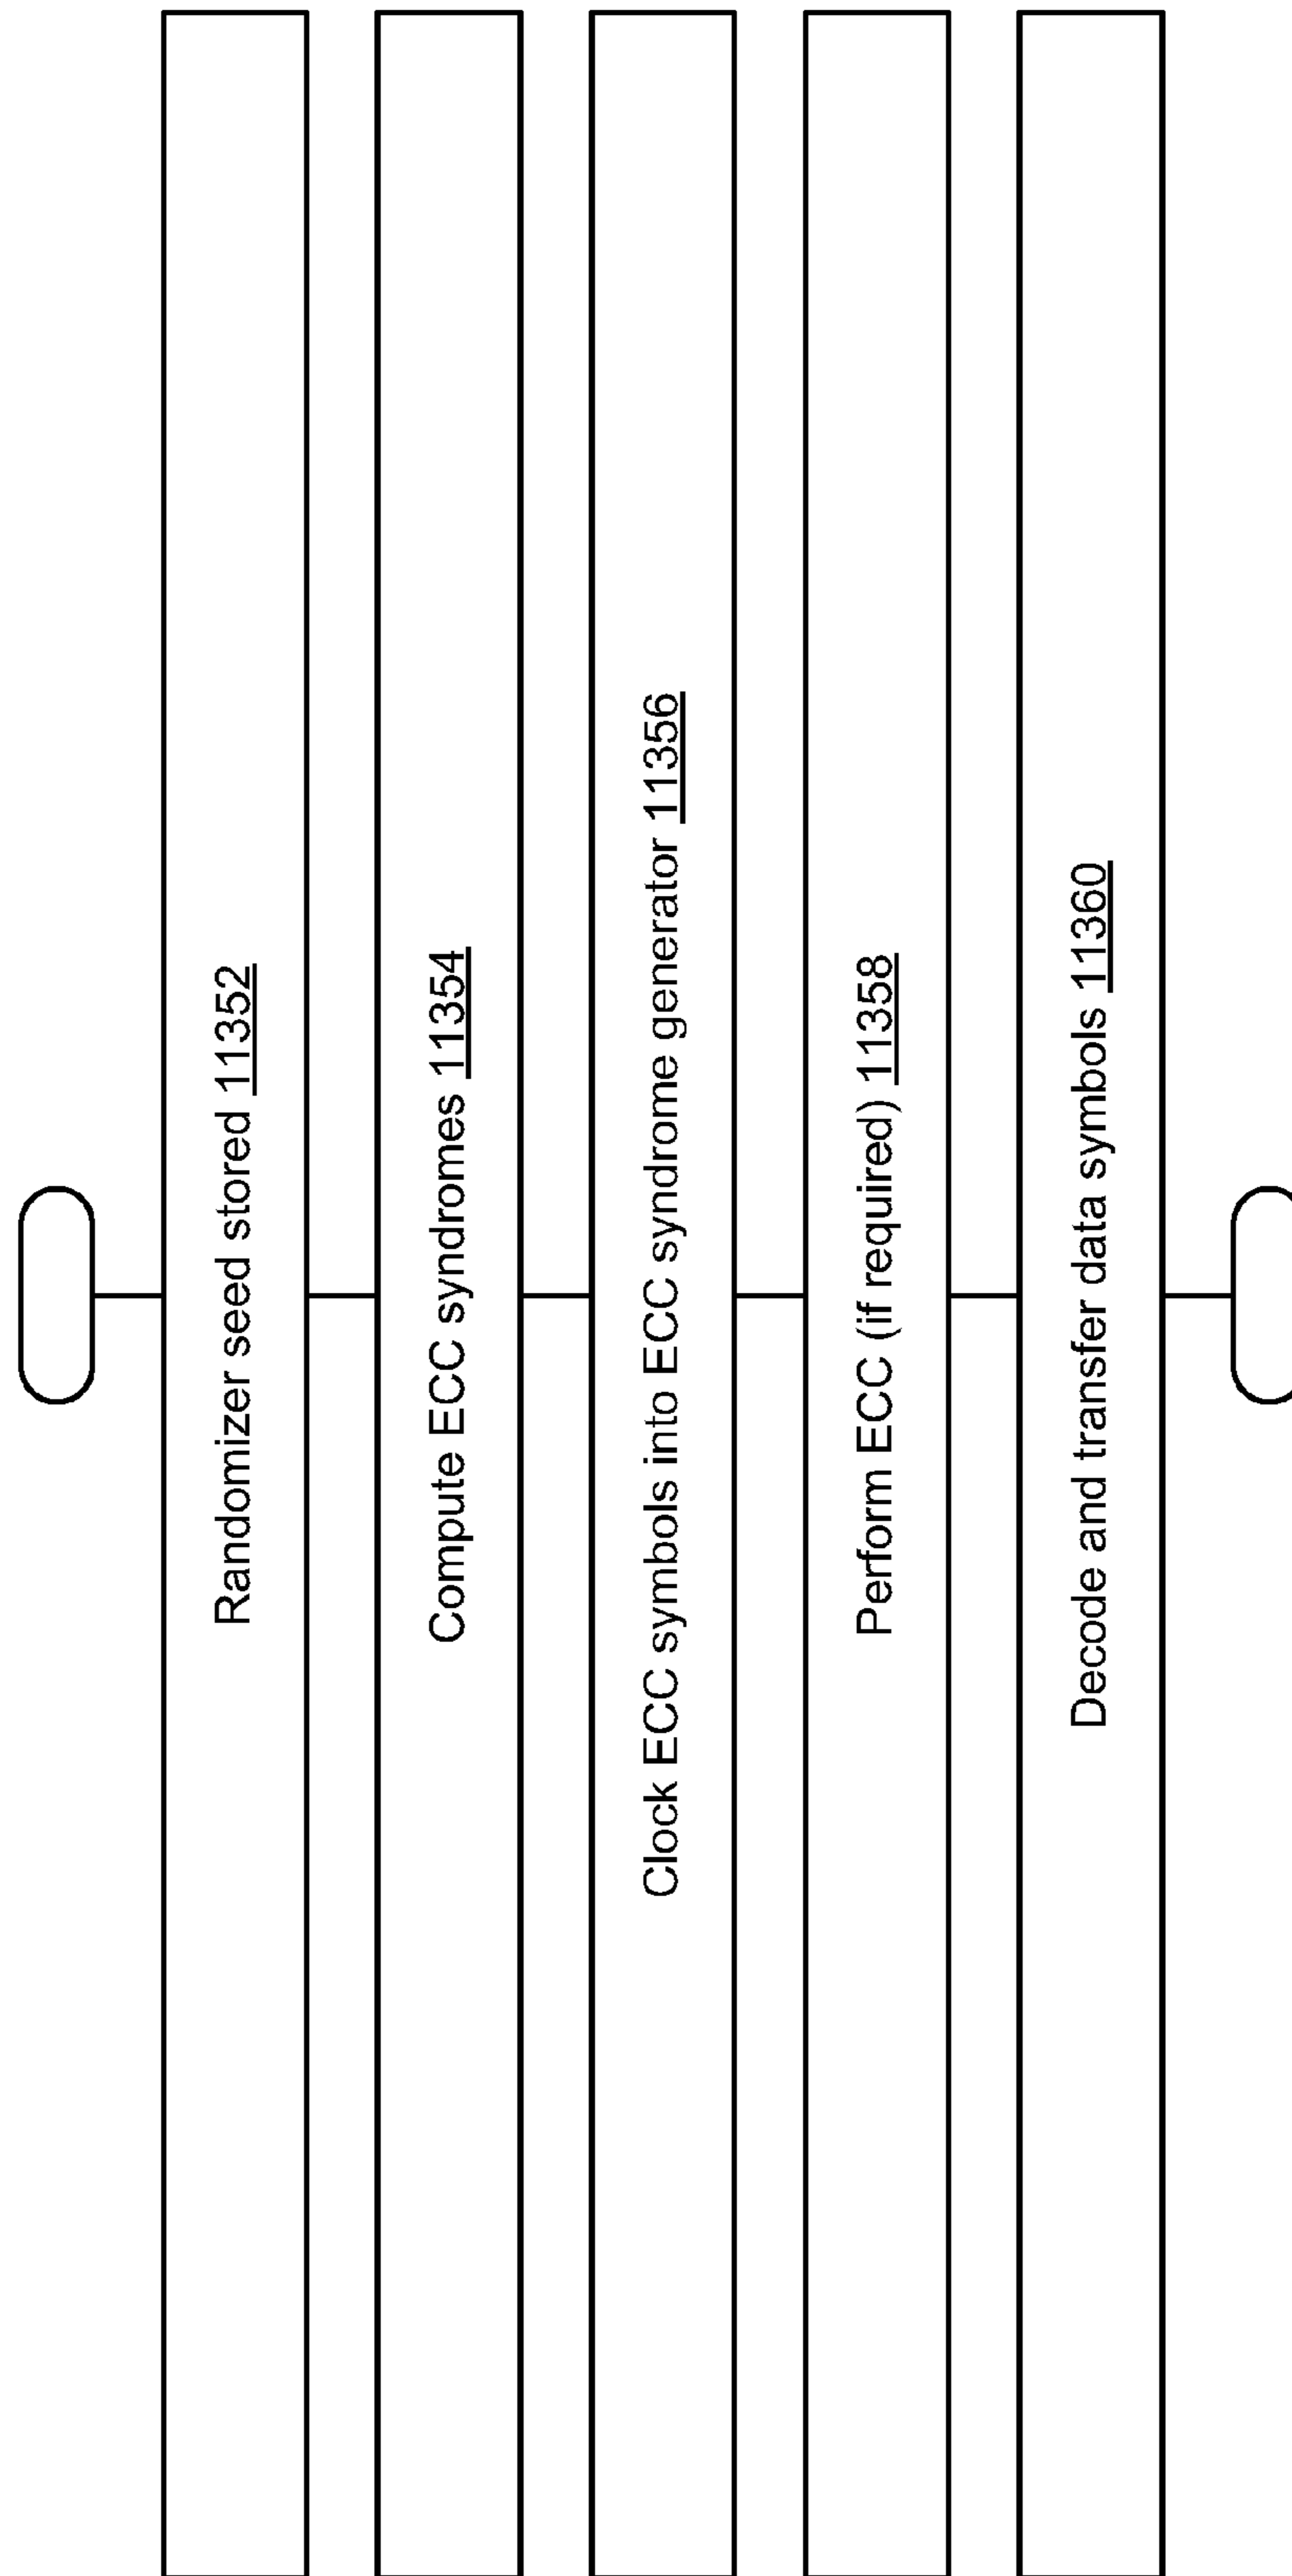 Randomizer seed stored 11352
Compute ECC syndromes 11354
Clock ECC symbols into ECC syndrome generator 11356
Perform ECC (if required) 11358
Decode and transfer data symbols 11360